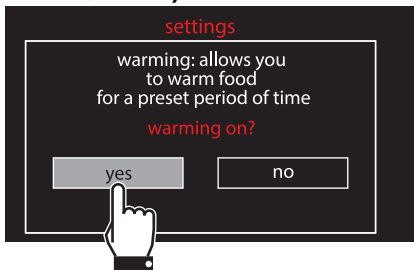 settings
warming: allows you
to warm food
for a preset period of time
warming on?
yes no